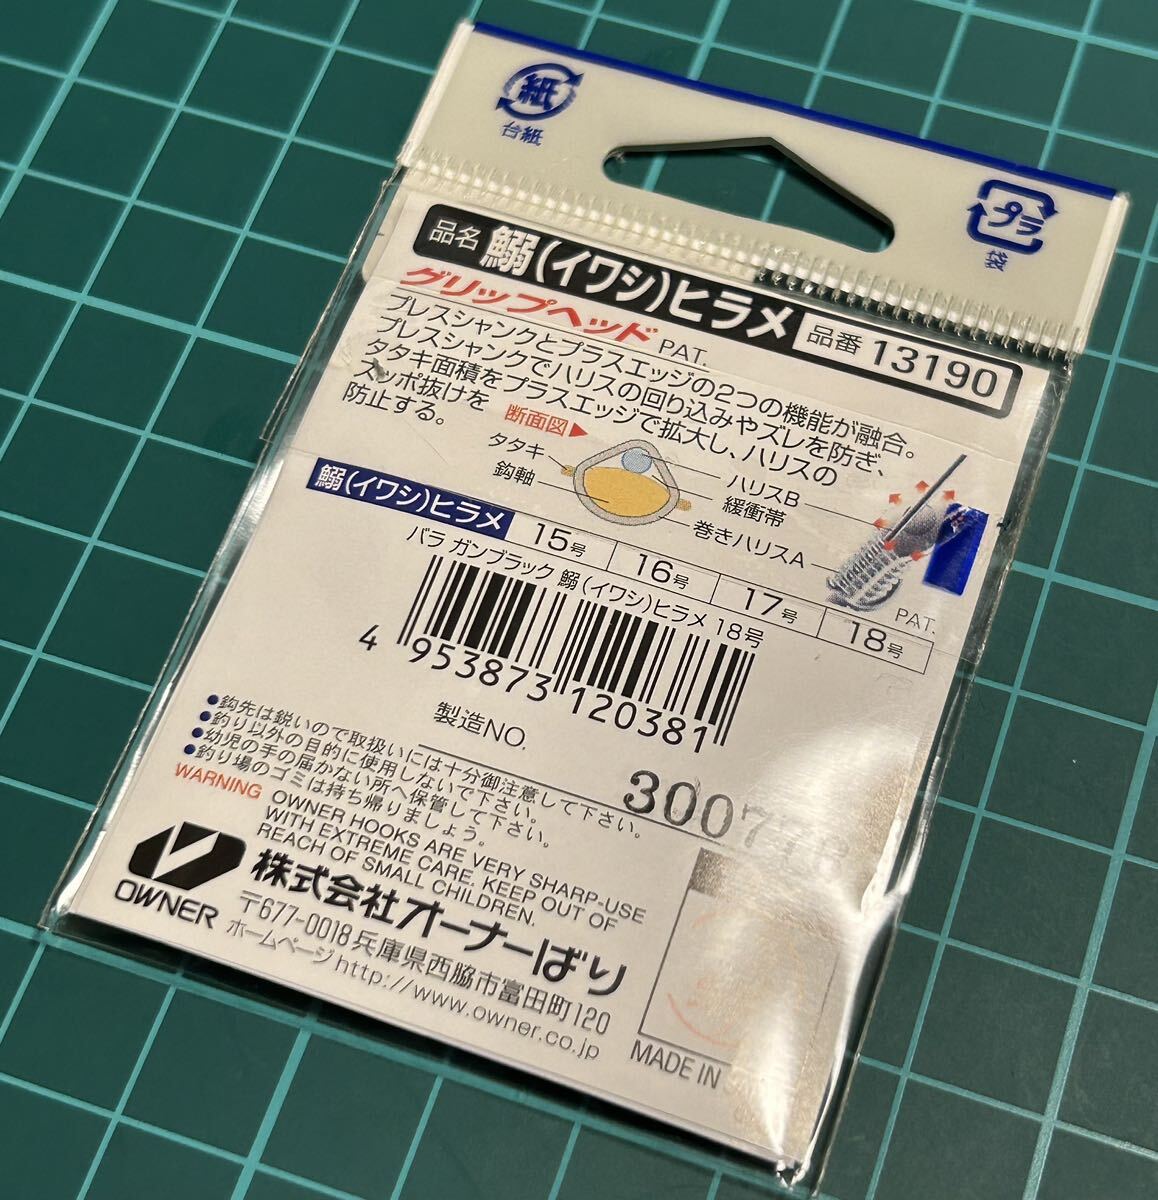 紙
台紙
プラ
袋
品名 鰯(イワシ)ヒラメ 品番 13190
グリップヘッド PAT.
プレスシャンクとプラスエッジの2つの機能が融合。
プレスシャンクでハリスの回り込みやズレを防ぎ、
タタキ面積をプラスエッジで拡大し、ハリスの
スッポ抜けを
防止する。
断面図
タタキ
鈎軸
ハリスB
緩衝帯
巻きハリスA
PAT.
鰯(イワシ)ヒラメ 15号 16号 17号 18号
バラ ガンブラック 鰯(イワシ)ヒラメ 18号
4 953873 120381
製造NO.
3007
●鈎先は鋭いので取扱いには十分御注意して下さい。
●釣り以外の目的に使用しないで下さい。
●幼児の手の届かない所へ保管して下さい。
●釣り場のゴミは持ち帰りましょう。
WARNING OWNER HOOKS ARE VERY SHARP-USE
WITH EXTREME CARE. KEEP OUT OF
REACH OF SMALL CHILDREN.
OWNER
株式会社オーナーばり
〒677-0018 兵庫県西脇市富田町120
ホームページ http://www.owner.co.jp
MADE IN